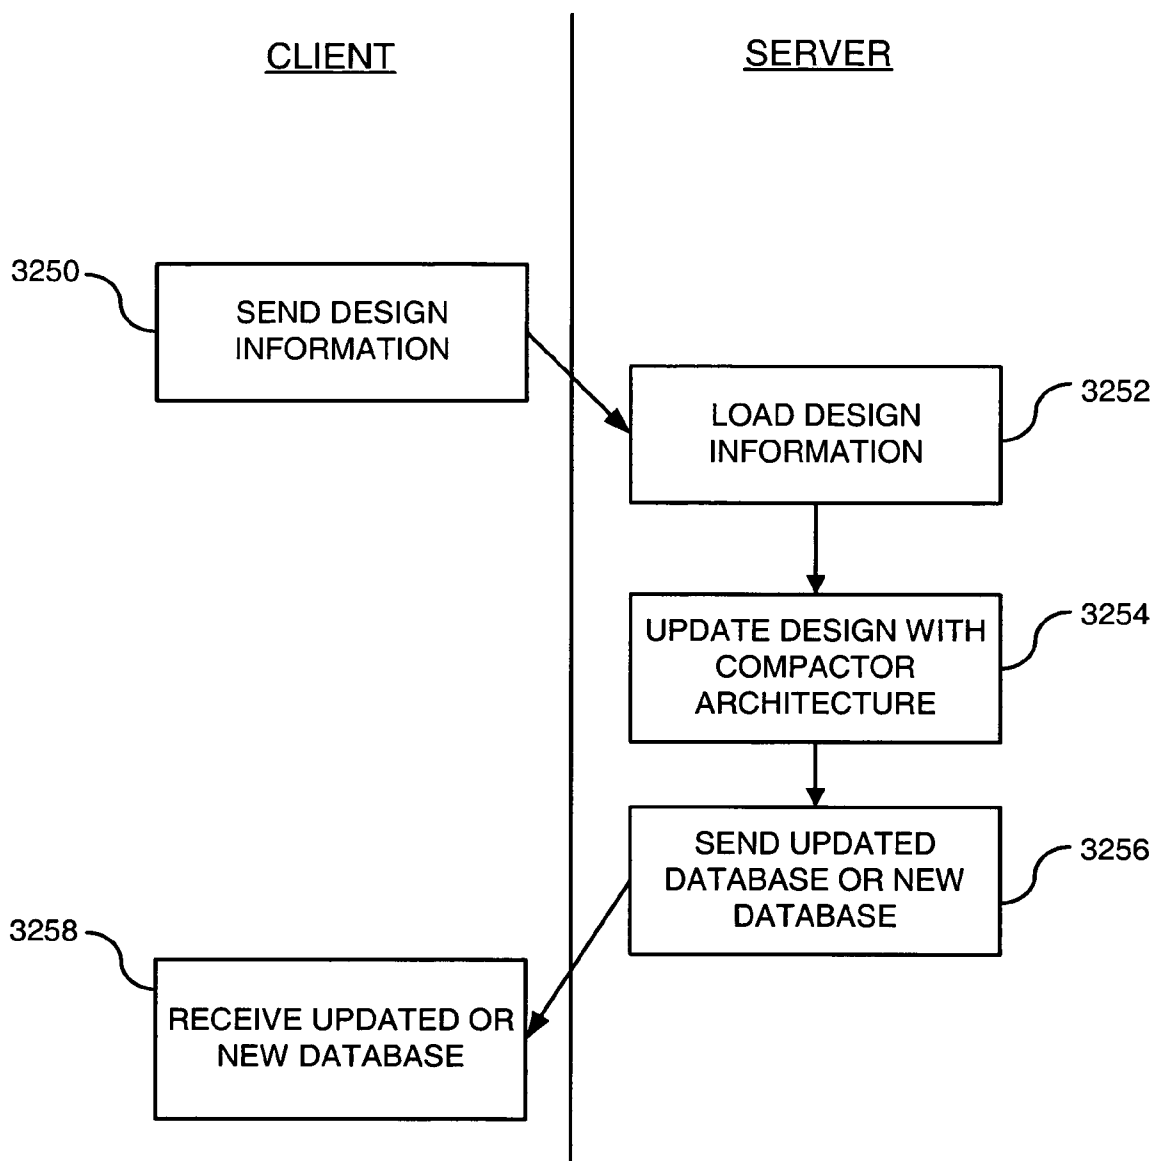 CLIENT
SERVER
3250
SEND DESIGN
INFORMATION
3252
LOAD DESIGN
INFORMATION
3254
UPDATE DESIGN WITH
COMPACTOR
ARCHITECTURE
3256
SEND UPDATED
DATABASE OR NEW
DATABASE
3258
RECEIVE UPDATED OR
NEW DATABASE